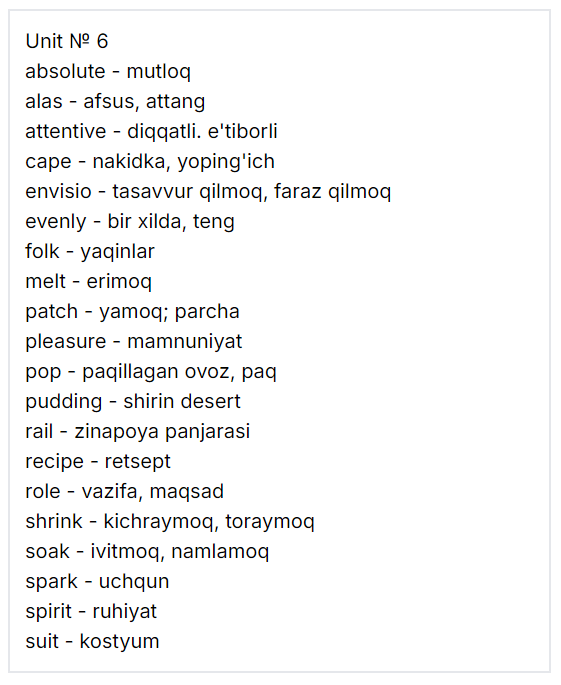 Unit № 6
absolute - mutloq
alas - afsus, attang
attentive - diqqatli. e'tiborli
cape - nakidka, yoping'ich
envisio - tasavvur qilmoq, faraz qilmoq
evenly - bir xilda, teng
folk - yaqinlar
melt - erimoq
patch - yamoq; parcha
pleasure - mamnuniyat
pop - paqillagan ovoz, paq
pudding - shirin desert
rail - zinapoya panjarasi
recipe - retsept
role - vazifa, maqsad
shrink - kichraymoq, toraymoq
soak - ivitmoq, namlamoq
spark - uchqun
spirit - ruhiyat
suit - kostyum